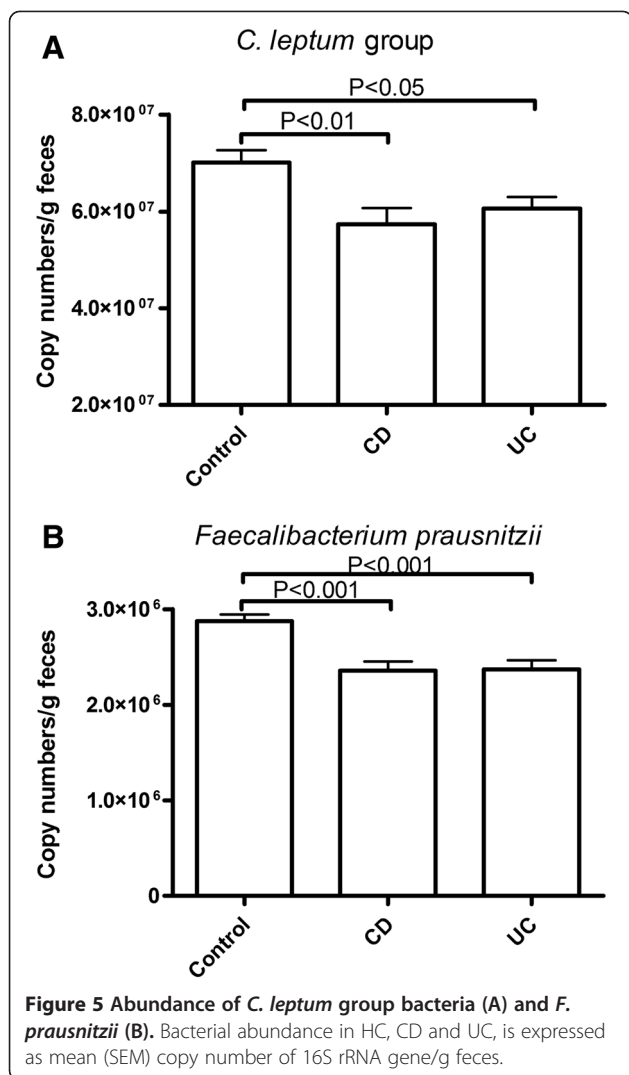 A
C. leptum group
P<0.05
P<0.01
8.0×10⁰⁷
6.0×10⁰⁷
4.0×10⁰⁷
2.0×10⁰⁷
Copy numbers/g feces
Control
CD
UC
B
Faecalibacterium prausnitzii
P<0.001
P<0.001
3.0×10⁶
2.0×10⁶
1.0×10⁶
0
Copy numbers/g feces
Control
CD
UC
Figure 5 Abundance of C. leptum group bacteria (A) and F.
prausnitzii (B). Bacterial abundance in HC, CD and UC, is expressed
as mean (SEM) copy number of 16S rRNA gene/g feces.